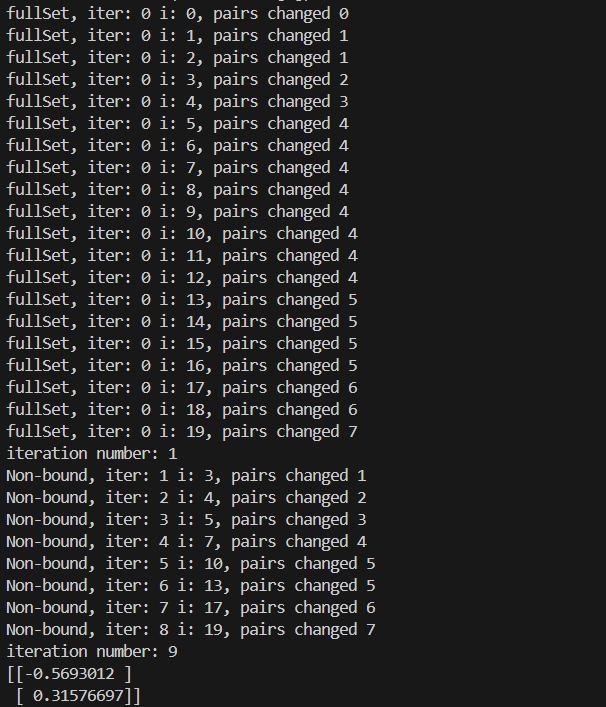 fullSet, iter: 0 i: 0, pairs changed 0
fullSet, iter: 0 i: 1, pairs changed 1
fullSet, iter: 0 i: 2, pairs changed 1
fullSet, iter: 0 i: 3, pairs changed 2
fullSet, iter: 0 i: 4, pairs changed 3
fullSet, iter: 0 i: 5, pairs changed 4
fullSet, iter: 0 i: 6, pairs changed 4
fullSet, iter: 0 i: 7, pairs changed 4
fullSet, iter: 0 i: 8, pairs changed 4
fullSet, iter: 0 i: 9, pairs changed 4
fullSet, iter: 0 i: 10, pairs changed 4
fullSet, iter: 0 i: 11, pairs changed 4
fullSet, iter: 0 i: 12, pairs changed 4
fullSet, iter: 0 i: 13, pairs changed 5
fullSet, iter: 0 i: 14, pairs changed 5
fullSet, iter: 0 i: 15, pairs changed 5
fullSet, iter: 0 i: 16, pairs changed 5
fullSet, iter: 0 i: 17, pairs changed 6
fullSet, iter: 0 i: 18, pairs changed 6
fullSet, iter: 0 i: 19, pairs changed 7
iteration number: 1
Non-bound, iter: 1 i: 3, pairs changed 1
Non-bound, iter: 2 i: 4, pairs changed 2
Non-bound, iter: 3 i: 5, pairs changed 3
Non-bound, iter: 4 i: 7, pairs changed 4
Non-bound, iter: 5 i: 10, pairs changed 5
Non-bound, iter: 6 i: 13, pairs changed 5
Non-bound, iter: 7 i: 17, pairs changed 6
Non-bound, iter: 8 i: 19, pairs changed 7
iteration number: 9
[[-0.5693012 ]
 [ 0.31576697]]